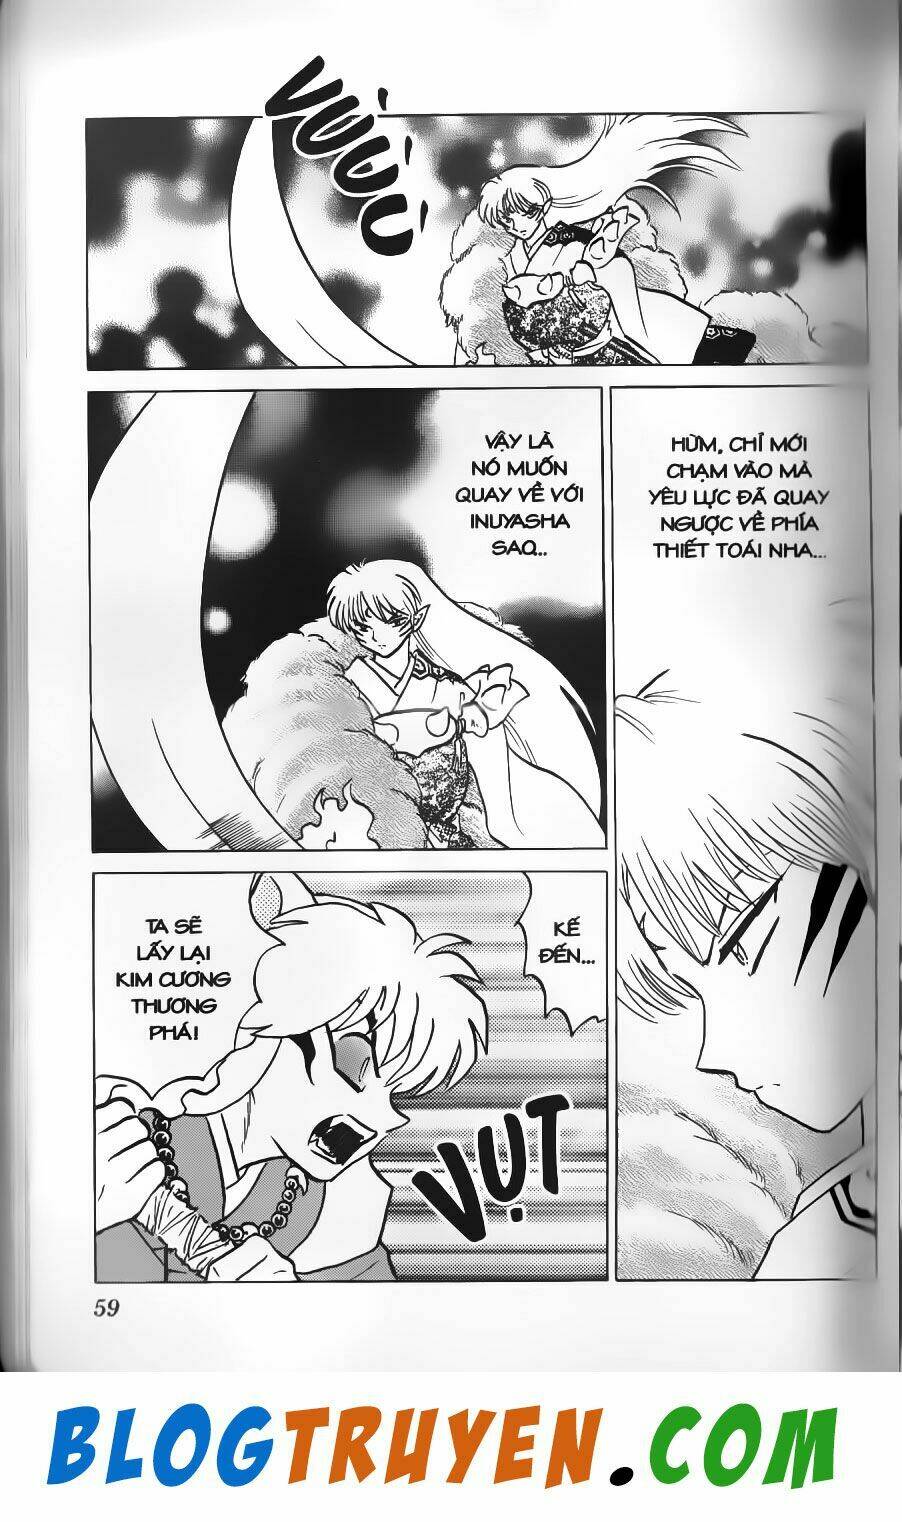 VÙÙÙ
HỪM, CHỈ MỚI
CHẠM VÀO MÀ
YÊU LỰC ĐÃ QUAY
NGƯỢC VỀ PHÍA
THIẾT TOÁI NHA...
VẬY LÀ
NÓ MUỐN
QUAY VỀ VỚI
INUYASHA
SAO...
KẾ
ĐẾN...
TA SẼ
LẤY LẠI
KIM CƯƠNG
THƯƠNG
PHÁ!
VỤT
59
BLOGTRUYEN.COM